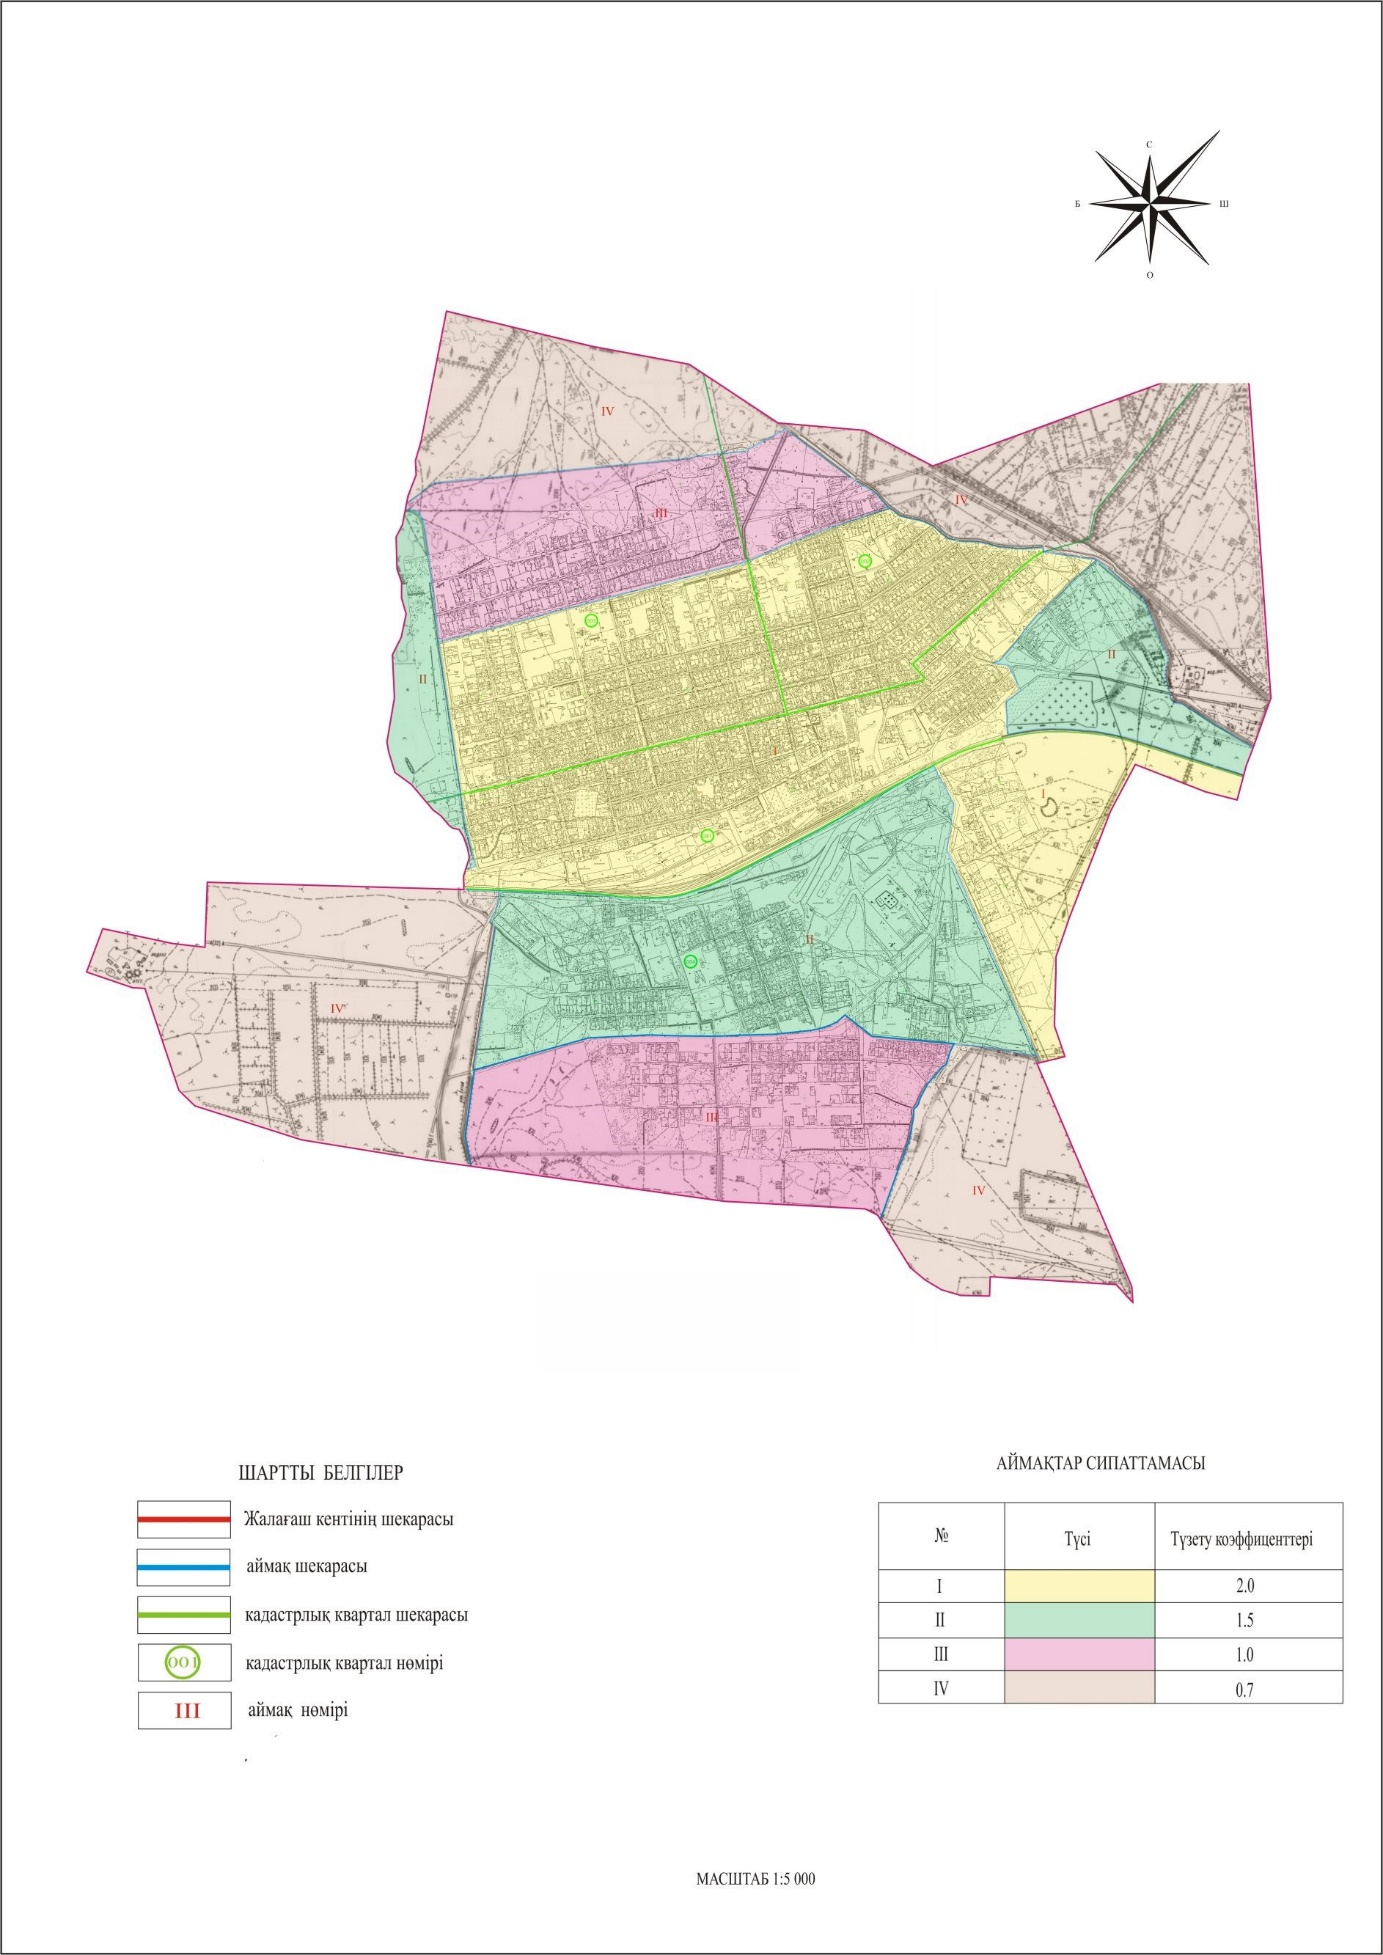 С
Б
Ш
О
IV
III
IV
II
II
I
I
II
IV
III
IV
ШАРТТЫ БЕЛГІЛЕР
Жалағаш кентінің шекарасы
аймақ шекарасы
кадастрлық квартал шекарасы
001 кадастрлық квартал нөмірі
III аймақ нөмірі
АЙМАҚТАР СИПАТТАМАСЫ
№ Түсі Түзету коэффиценттері
I 2.0
II 1.5
III 1.0
IV 0.7
МАСШТАБ 1:5 000